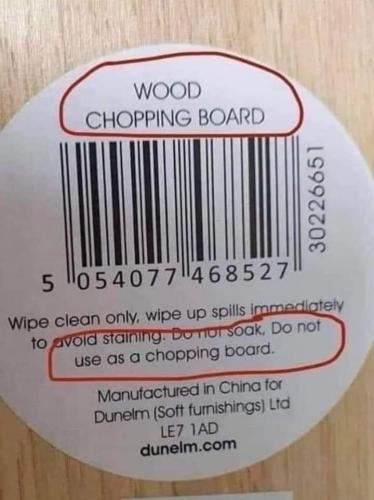 WOOD
CHOPPING BOARD
30226991
5 054077 468527
Wipe clean only, wipe up spills immediately
to avoid staining. Do not soak, Do not
use as a chopping board.
Manufactured in China for
Dunelm (Soft furnishings) Ltd
LE7 1AD
dunelm.com